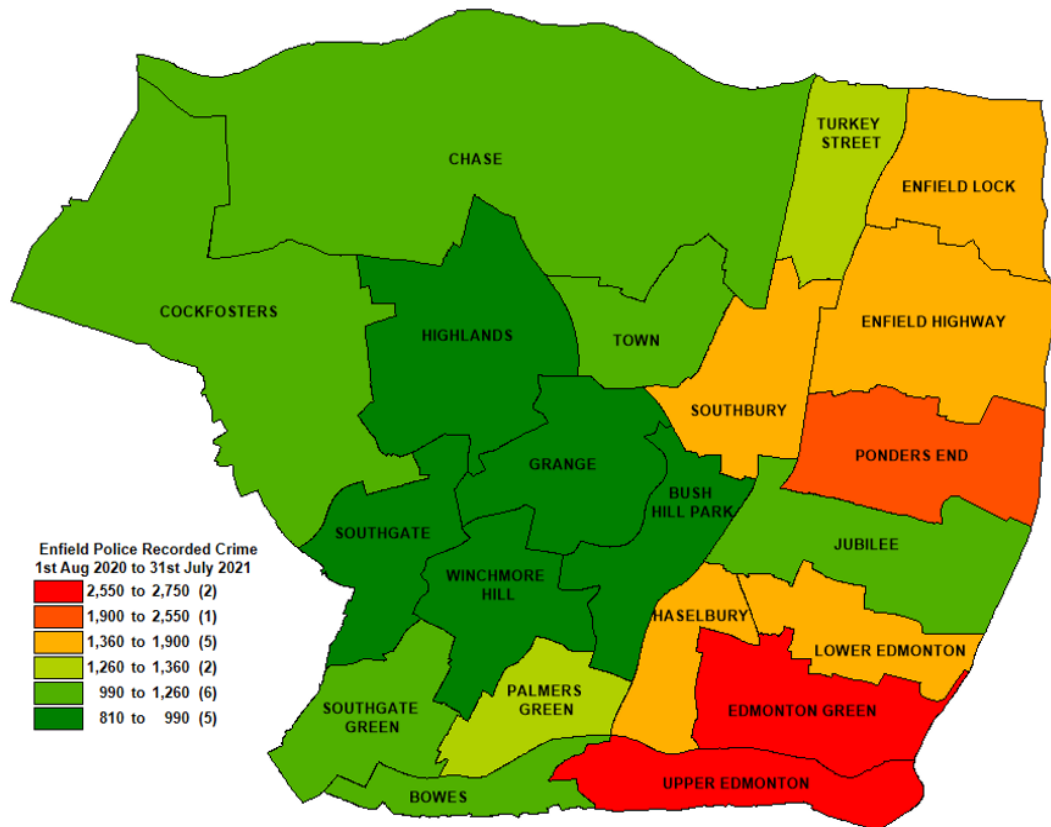 CHASE
TURKEY
STREET
ENFIELD LOCK
COCKFOSTERS
HIGHLANDS
TOWN
ENFIELD HIGHWAY
SOUTHBURY
PONDERS END
GRANGE
BUSH
HILL PARK
SOUTHGATE
JUBILEE
WINCHMORE
HILL
HASELBURY
LOWER EDMONTON
PALMERS
GREEN
SOUTHGATE
GREEN
EDMONTON GREEN
UPPER EDMONTON
BOWES
Enfield Police Recorded Crime
1st Aug 2020 to 31st July 2021
2,550 to 2,750 (2)
1,900 to 2,550 (1)
1,360 to 1,900 (5)
1,260 to 1,360 (2)
990 to 1,260 (6)
810 to 990 (5)